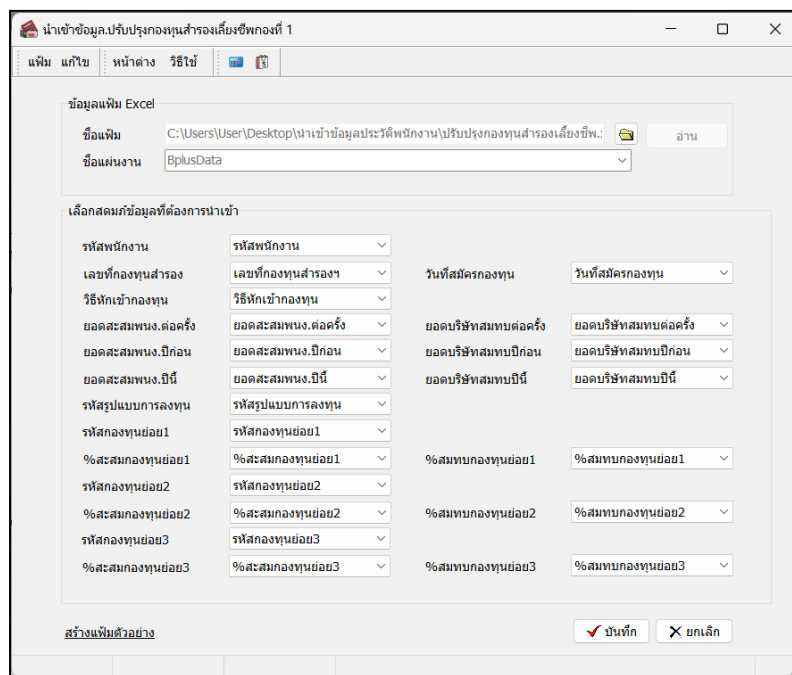 นำเข้าข้อมูล.ปรับปรุงกองทุนสำรองเลี้ยงชีพกองที่ 1
แฟ้ม แก้ไข หน้าต่าง วิธีใช้
ข้อมูลแฟ้ม Excel
ชื่อแฟ้ม C:\Users\User\Desktop\นำเข้าข้อมูลประวัติพนักงาน\ปรับปรุงกองทุนสำรองเลี้ยงชีพ. อ่าน
ชื่อแผ่นงาน BplusData
เลือกสดมภ์ข้อมูลที่ต้องการนำเข้า
รหัสพนักงาน รหัสพนักงาน
เลขที่กองทุนสำรอง เลขที่กองทุนสำรองฯ วันที่สมัครกองทุน วันที่สมัครกองทุน
วิธีหักเข้ากองทุน วิธีหักเข้ากองทุน
ยอดสะสมพนง.ต่อครั้ง ยอดสะสมพนง.ต่อครั้ง ยอดบริษัทสมทบต่อครั้ง ยอดบริษัทสมทบต่อครั้ง
ยอดสะสมพนง.ปีก่อน ยอดสะสมพนง.ปีก่อน ยอดบริษัทสมทบปีก่อน ยอดบริษัทสมทบปีก่อน
ยอดสะสมพนง.ปีนี้ ยอดสะสมพนง.ปีนี้ ยอดบริษัทสมทบปีนี้ ยอดบริษัทสมทบปีนี้
รหัสรูปแบบการลงทุน รหัสรูปแบบการลงทุน
รหัสกองทุนย่อย1 รหัสกองทุนย่อย1
%สะสมกองทุนย่อย1 %สะสมกองทุนย่อย1 %สมทบกองทุนย่อย1 %สมทบกองทุนย่อย1
รหัสกองทุนย่อย2 รหัสกองทุนย่อย2
%สะสมกองทุนย่อย2 %สะสมกองทุนย่อย2 %สมทบกองทุนย่อย2 %สมทบกองทุนย่อย2
รหัสกองทุนย่อย3 รหัสกองทุนย่อย3
%สะสมกองทุนย่อย3 %สะสมกองทุนย่อย3 %สมทบกองทุนย่อย3 %สมทบกองทุนย่อย3
สร้างแฟ้มตัวอย่าง บันทึก ยกเลิก